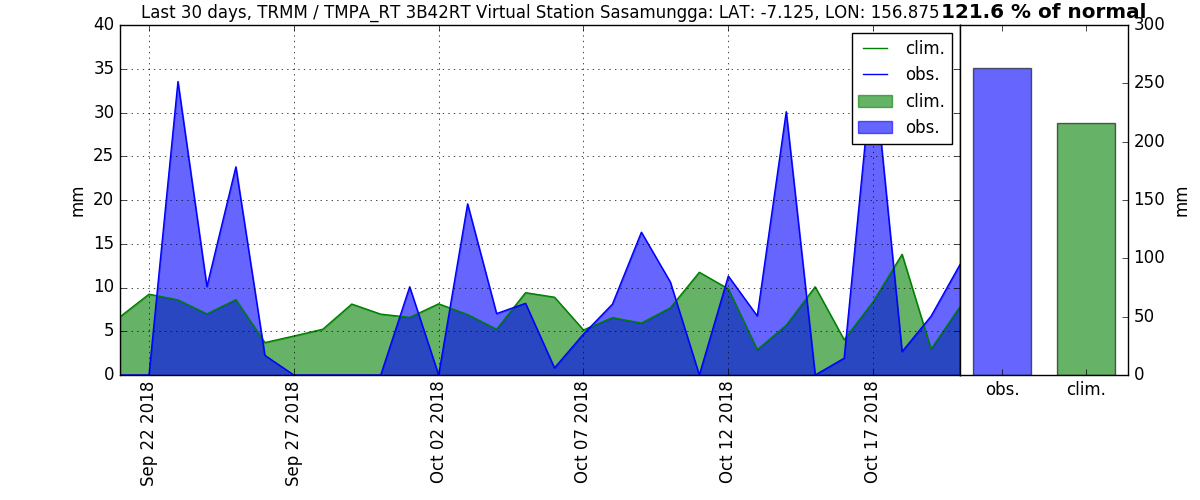 Last 30 days, TRMM / TMPA_RT 3B42RT Virtual Station Sasamungga: LAT: -7.125, LON: 156.875 121.6 % of normal
40
35
30
25
20
15
10
5
0
mm
clim.
obs.
clim.
obs.
Sep 22 2018
Sep 27 2018
Oct 02 2018
Oct 07 2018
Oct 12 2018
Oct 17 2018
300
250
200
150
100
50
0
mm
obs.
clim.